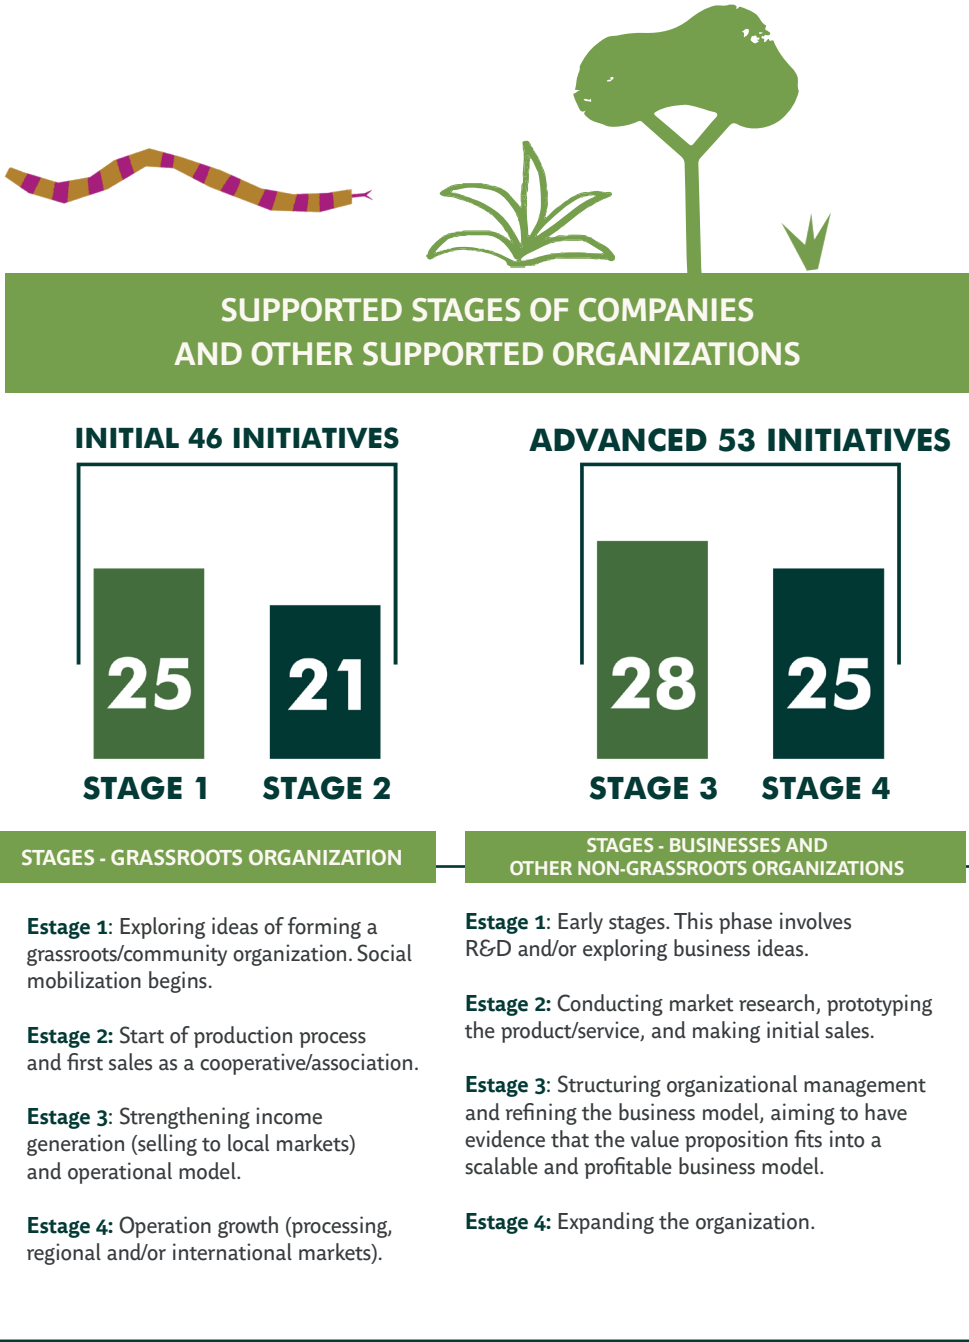 SUPPORTED STAGES OF COMPANIES
AND OTHER SUPPORTED ORGANIZATIONS
INITIAL 46 INITIATIVES
25
21
STAGE 1
STAGE 2
ADVANCED 53 INITIATIVES
28
25
STAGE 3
STAGE 4
STAGES - GRASSROOTS ORGANIZATION
Estage 1: Exploring ideas of forming a
grassroots/community organization. Social
mobilization begins.
Estage 2: Start of production process
and first sales as a cooperative/association.
Estage 3: Strengthening income
generation (selling to local markets)
and operational model.
Estage 4: Operation growth (processing,
regional and/or international markets).
STAGES - BUSINESSES AND
OTHER NON-GRASSROOTS ORGANIZATIONS
Estage 1: Early stages. This phase involves
R&D and/or exploring business ideas.
Estage 2: Conducting market research, prototyping
the product/service, and making initial sales.
Estage 3: Structuring organizational management
and refining the business model, aiming to have
evidence that the value proposition fits into a
scalable and profitable business model.
Estage 4: Expanding the organization.